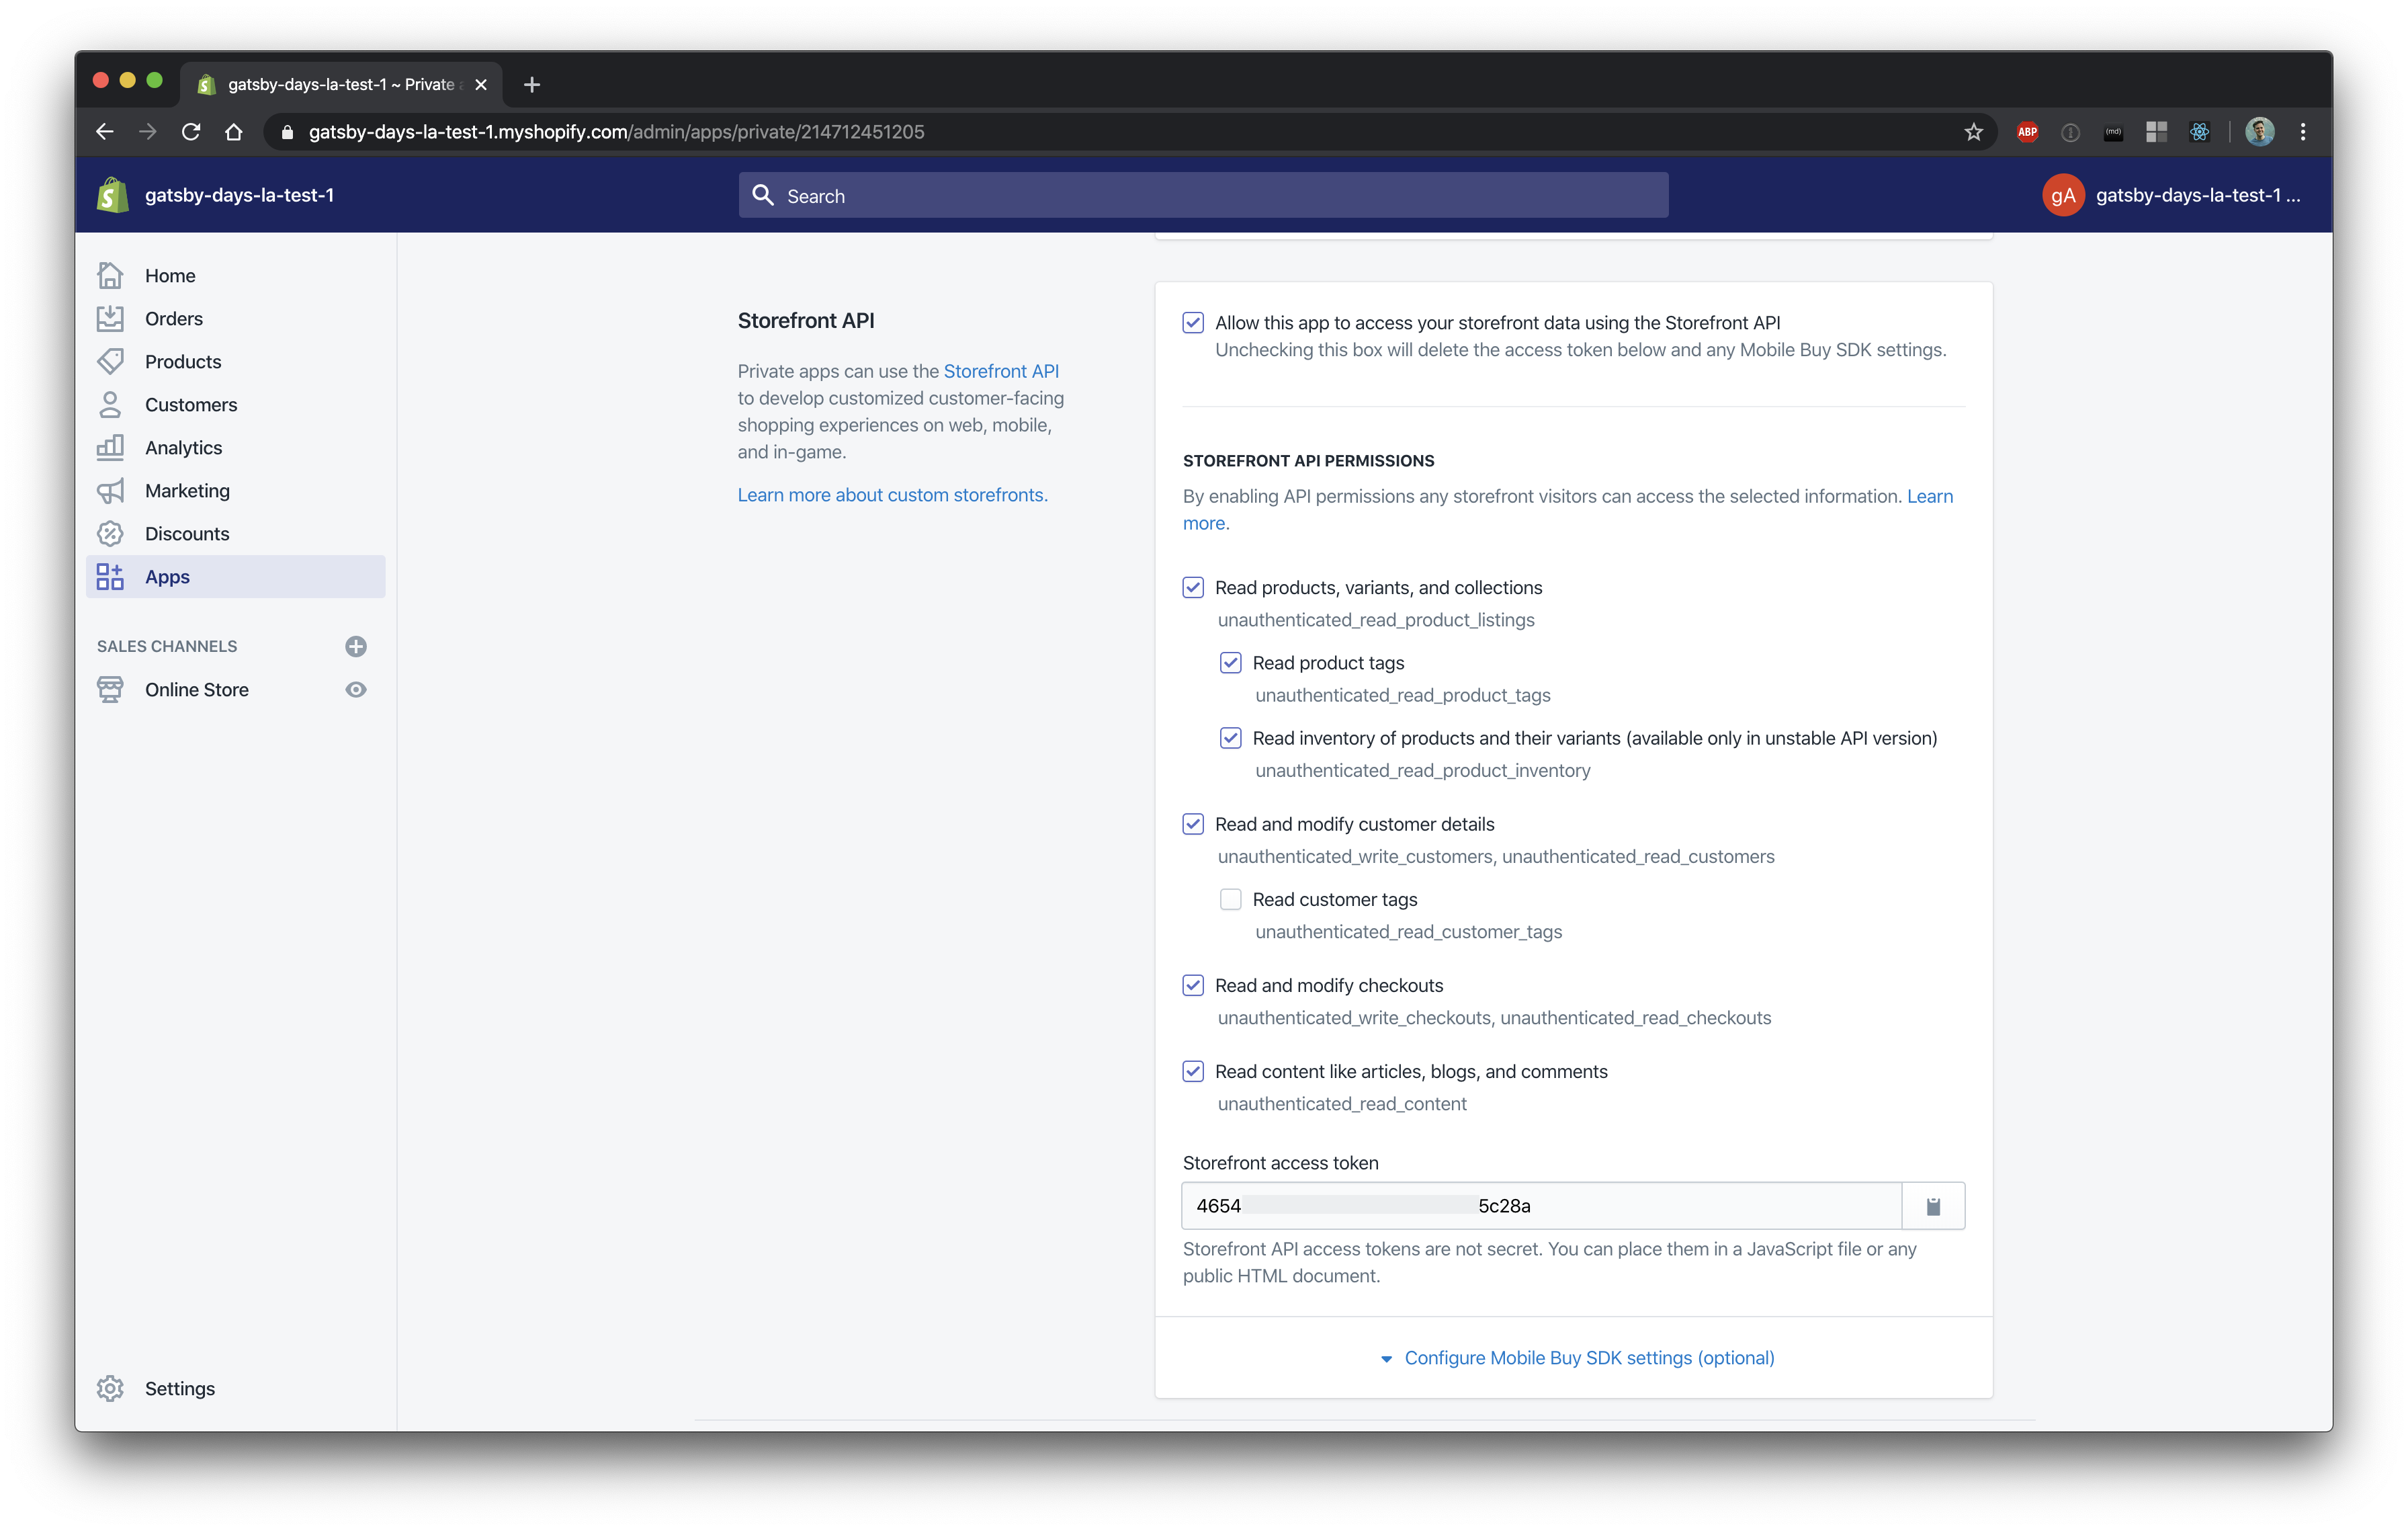 gatsby-days-la-test-1 ~ Private
gatsby-days-la-test-1.myshopify.com/admin/apps/private/214712451205
ABP
(md)
gatsby-days-la-test-1
Search
gA
gatsby-days-la-test-1 ...
Home
Orders
Products
Customers
Analytics
Marketing
Discounts
Apps
SALES CHANNELS
Online Store
Settings
Storefront API
Private apps can use the Storefront API
to develop customized customer-facing
shopping experiences on web, mobile,
and in-game.
Learn more about custom storefronts.
Allow this app to access your storefront data using the Storefront API
Unchecking this box will delete the access token below and any Mobile Buy SDK settings.
STOREFRONT API PERMISSIONS
By enabling API permissions any storefront visitors can access the selected information. Learn
more.
Read products, variants, and collections
unauthenticated_read_product_listings
Read product tags
unauthenticated_read_product_tags
Read inventory of products and their variants (available only in unstable API version)
unauthenticated_read_product_inventory
Read and modify customer details
unauthenticated_write_customers, unauthenticated_read_customers
Read customer tags
unauthenticated_read_customer_tags
Read and modify checkouts
unauthenticated_write_checkouts, unauthenticated_read_checkouts
Read content like articles, blogs, and comments
unauthenticated_read_content
Storefront access token
4654 5c28a
Storefront API access tokens are not secret. You can place them in a JavaScript file or any
public HTML document.
Configure Mobile Buy SDK settings (optional)